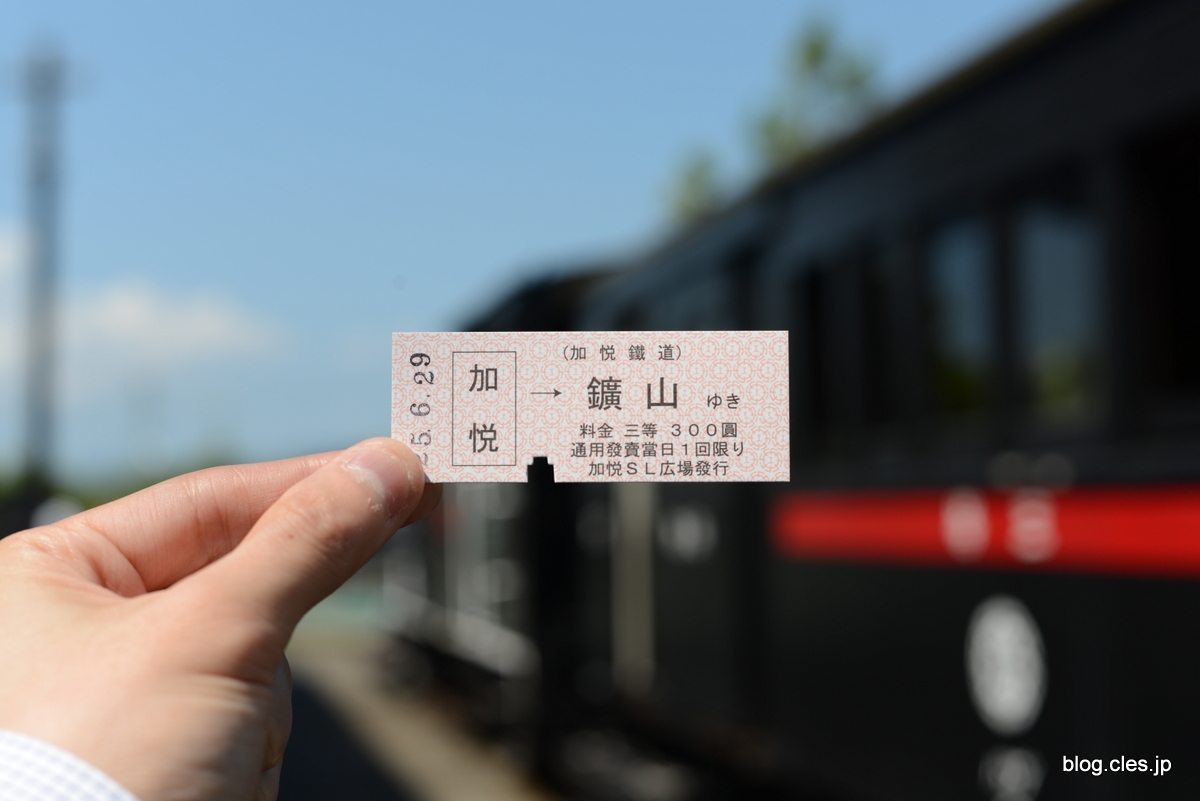 25.6.29
加悦
(加悦鐵道)
→ 鑛山 ゆき
料金 三等 300圓
通用發賣當日1回限り
加悦SL広場發行
blog.cles.jp